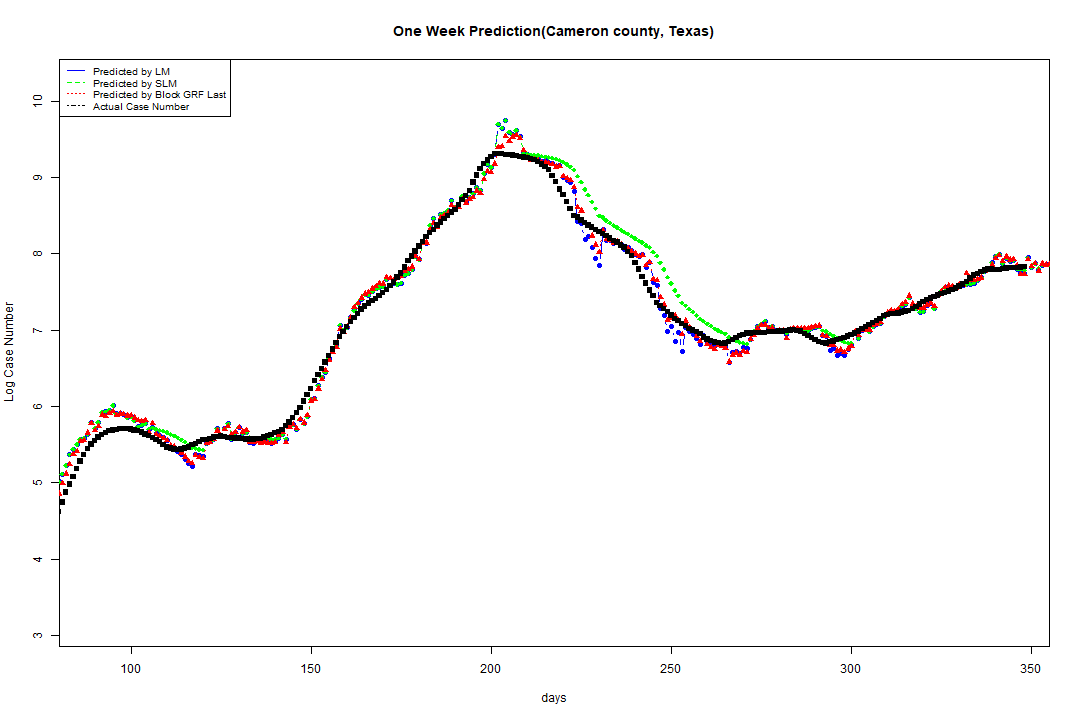 One Week Prediction(Cameron county, Texas)
Predicted by LM
Predicted by SLM
Predicted by Block GRF Last
Actual Case Number
10
9
8
7
6
5
4
3
Log Case Number
100 150 200 250 300 350
days